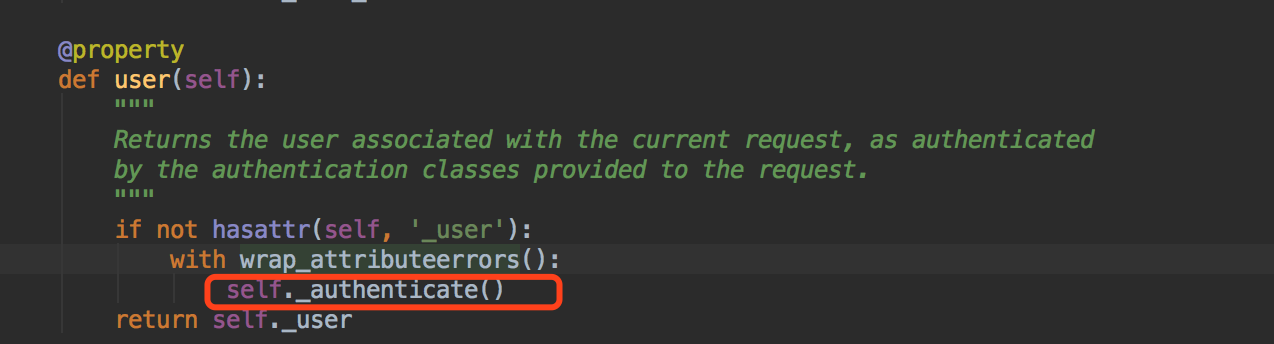 @property
def user(self):
"""
Returns the user associated with the current request, as authenticated
by the authentication classes provided to the request.
"""
if not hasattr(self, '_user'):
with wrap_attributeerrors():
self._authenticate()
return self._user